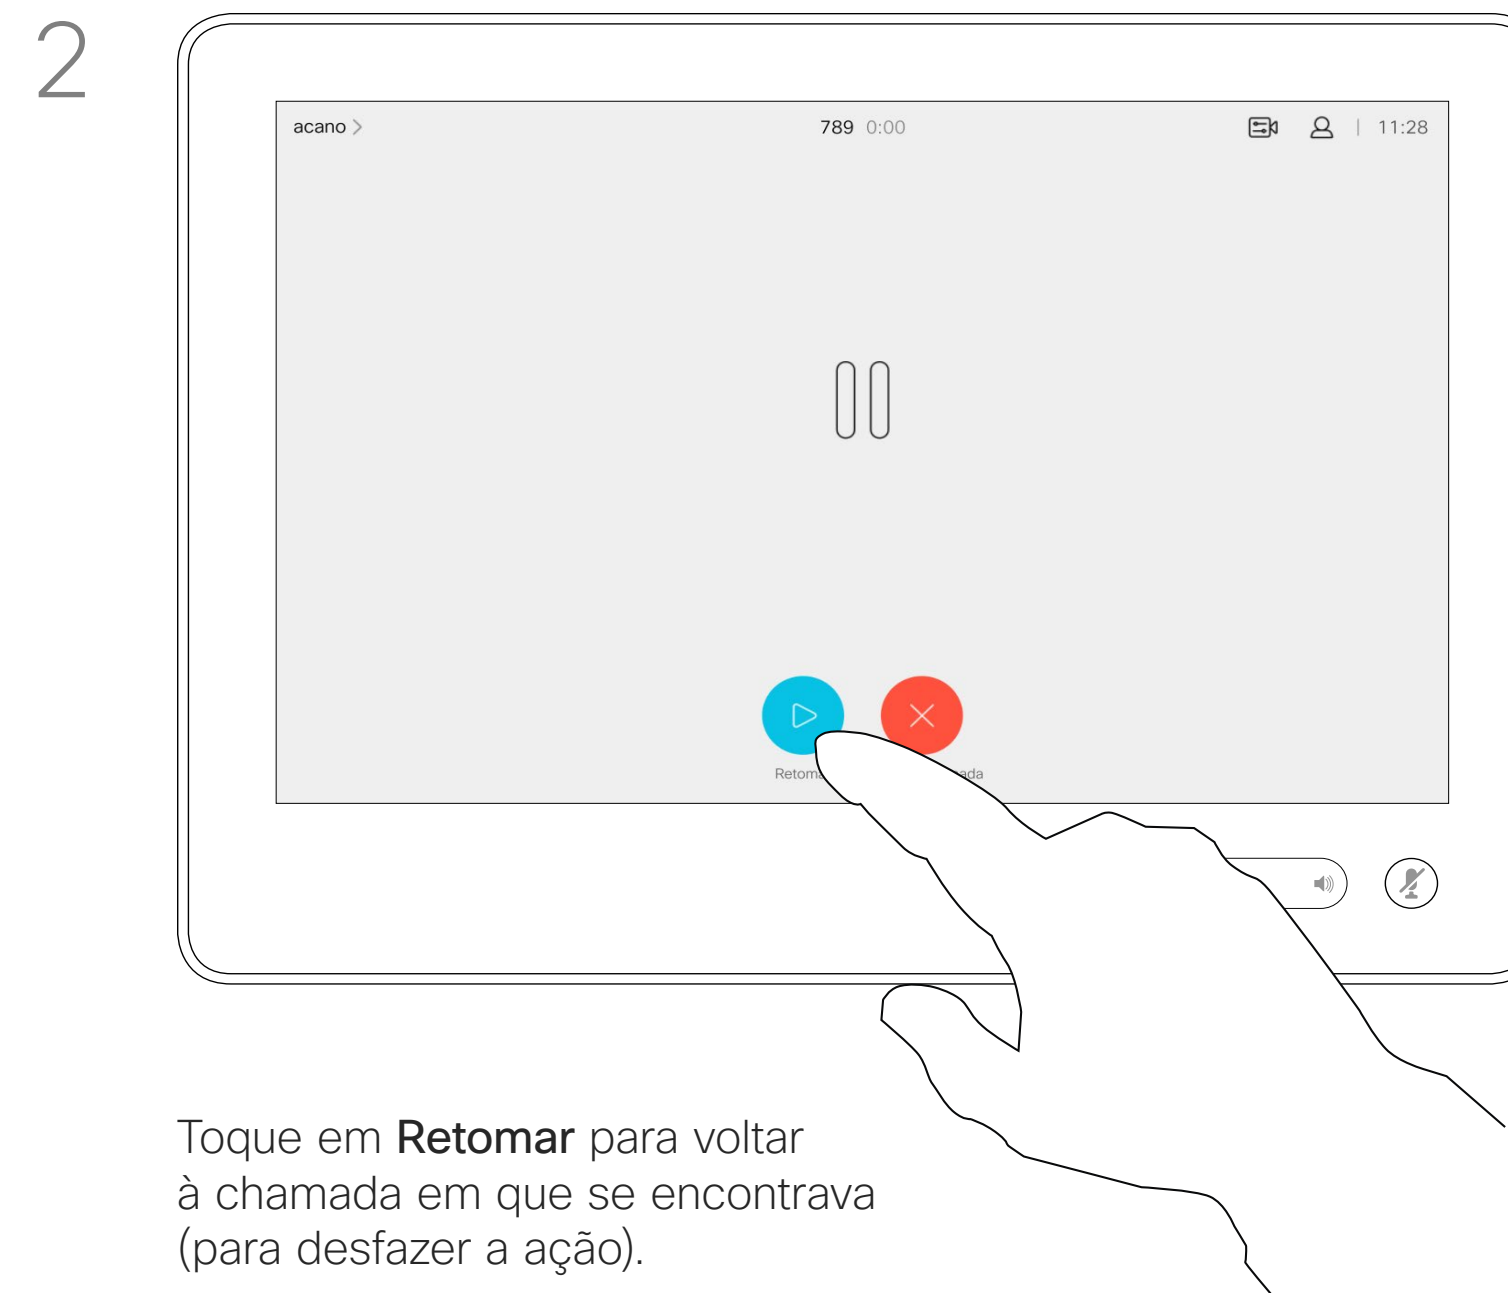 2
acano >
789 0:00
11:28
Toque em Retomar para voltar
à chamada em que se encontrava
(para desfazer a ação).